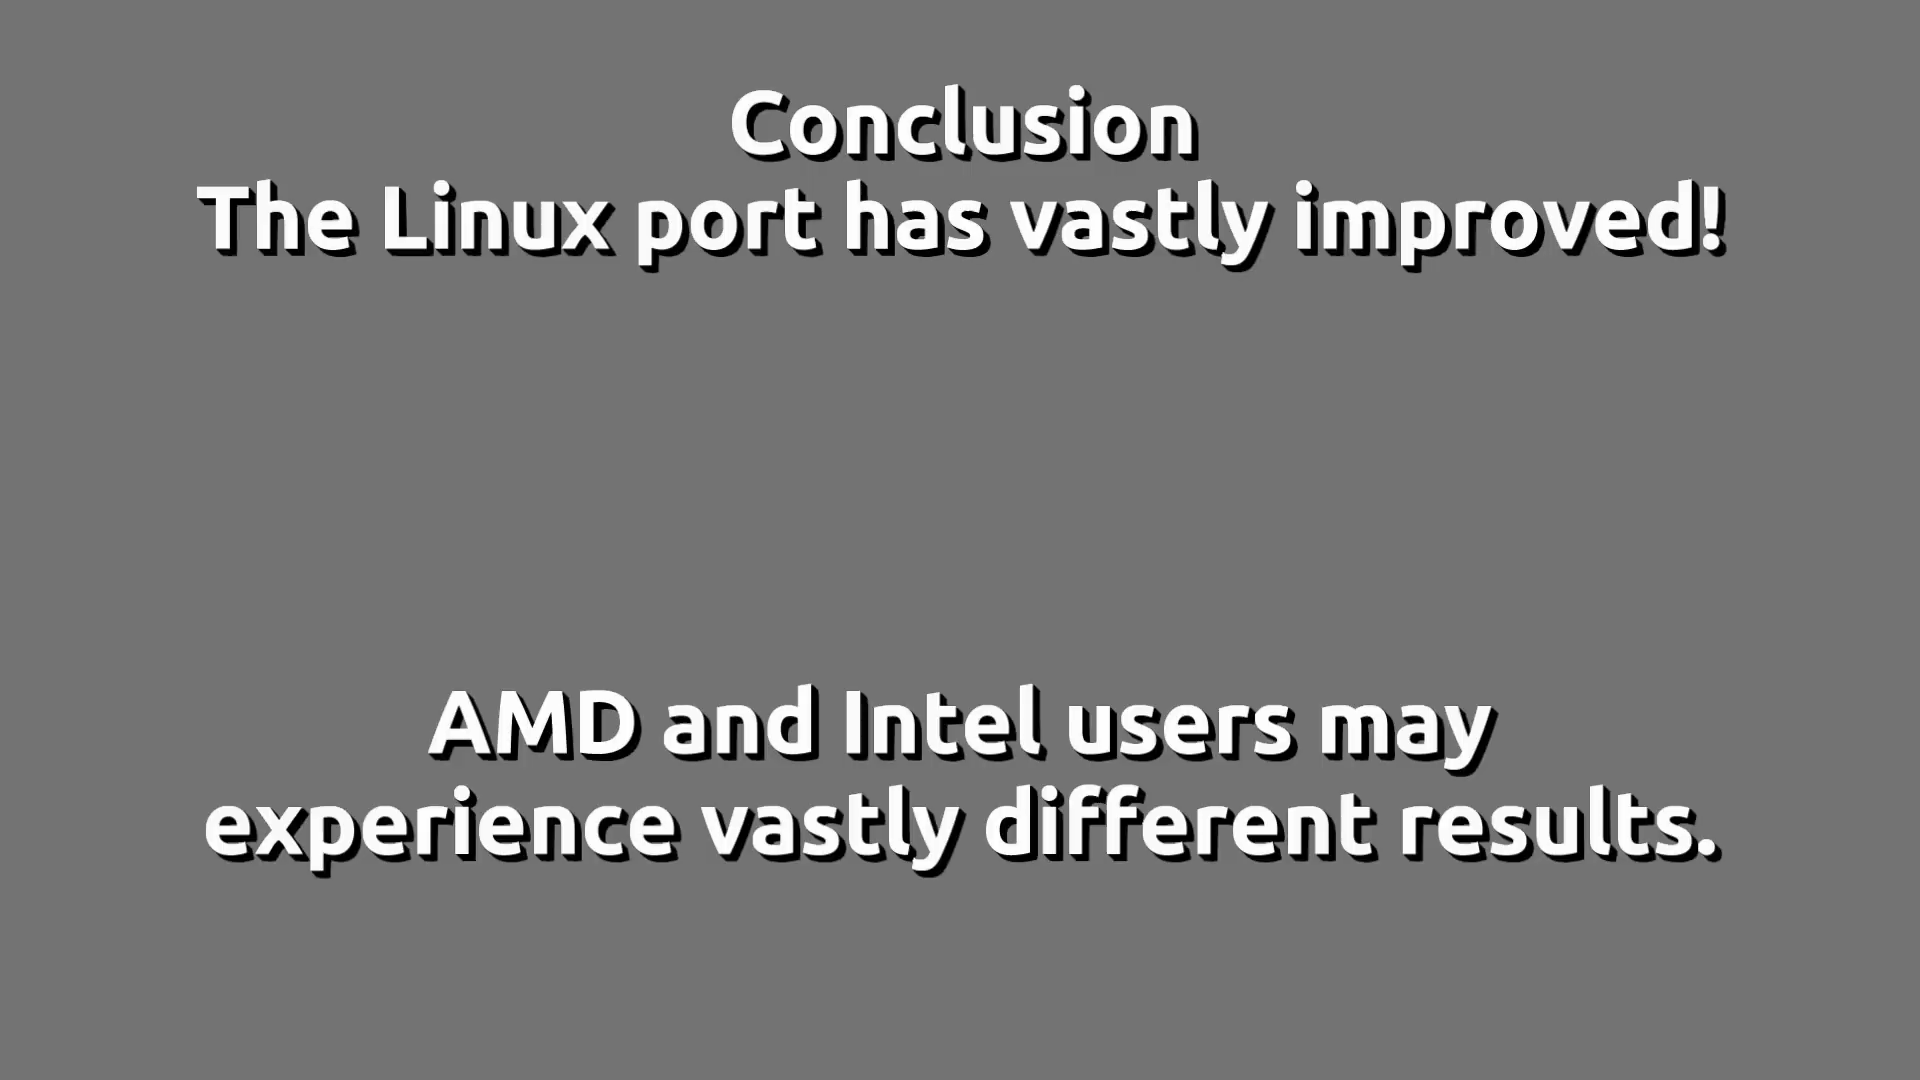 Conclusion
The Linux port has vastly improved!
AMD and Intel users may
experience vastly different results.